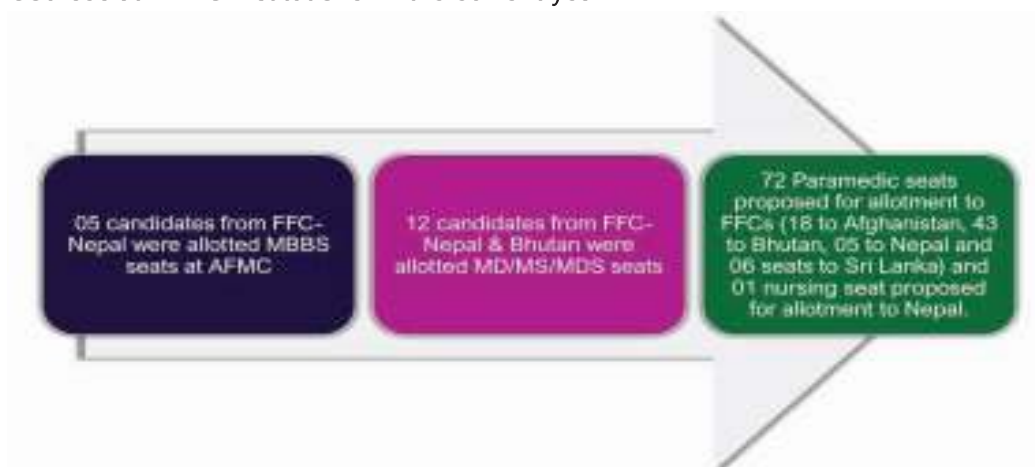 05 candidates from FFC-
Nepal were allotted MBBS
seats at AFMC
12 candidates from FFC-
Nepal & Bhutan were
allotted MD/MS/MDS seats
72 Paramedic seats
proposed for allotment to
FFCs (18 to Afghanistan, 43
to Bhutan, 05 to Nepal and
06 seats to Sri Lanka) and
01 nursing seat proposed
for allotment to Nepal.